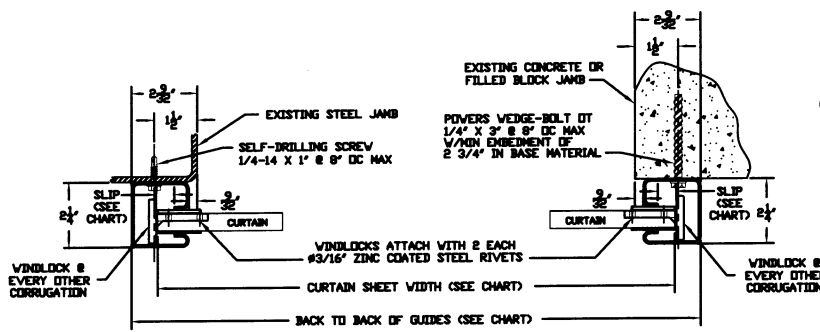 2 9/32"
1 1/2"
EXISTING STEEL JAMB
SELF-DRILLING SCREW
1/4-14 X 1" @ 8" OC MAX
SLIP
(SEE
CHART)
2 1/4"
9/32"
CURTAIN
WINDLOCK @
EVERY OTHER
CORRUGATION
WINDLOCKS ATTACH WITH 2 EACH
ø3/16" ZINC COATED STEEL RIVETS
CURTAIN SHEET WIDTH (SEE CHART)
BACK TO BACK OF GUIDES (SEE CHART)
2 9/32"
1 1/2"
EXISTING CONCRETE OR
FILLED BLOCK JAMB
POWERS WEDGE-BOLT OT
1/4" X 3" @ 8" OC MAX
W/MIN EMBEDMENT OF
2 3/4" IN BASE MATERIAL
9/32"
SLIP
(SEE
CHART)
2 1/4"
CURTAIN
WINDLOCK @
EVERY OTHER
CORRUGATION